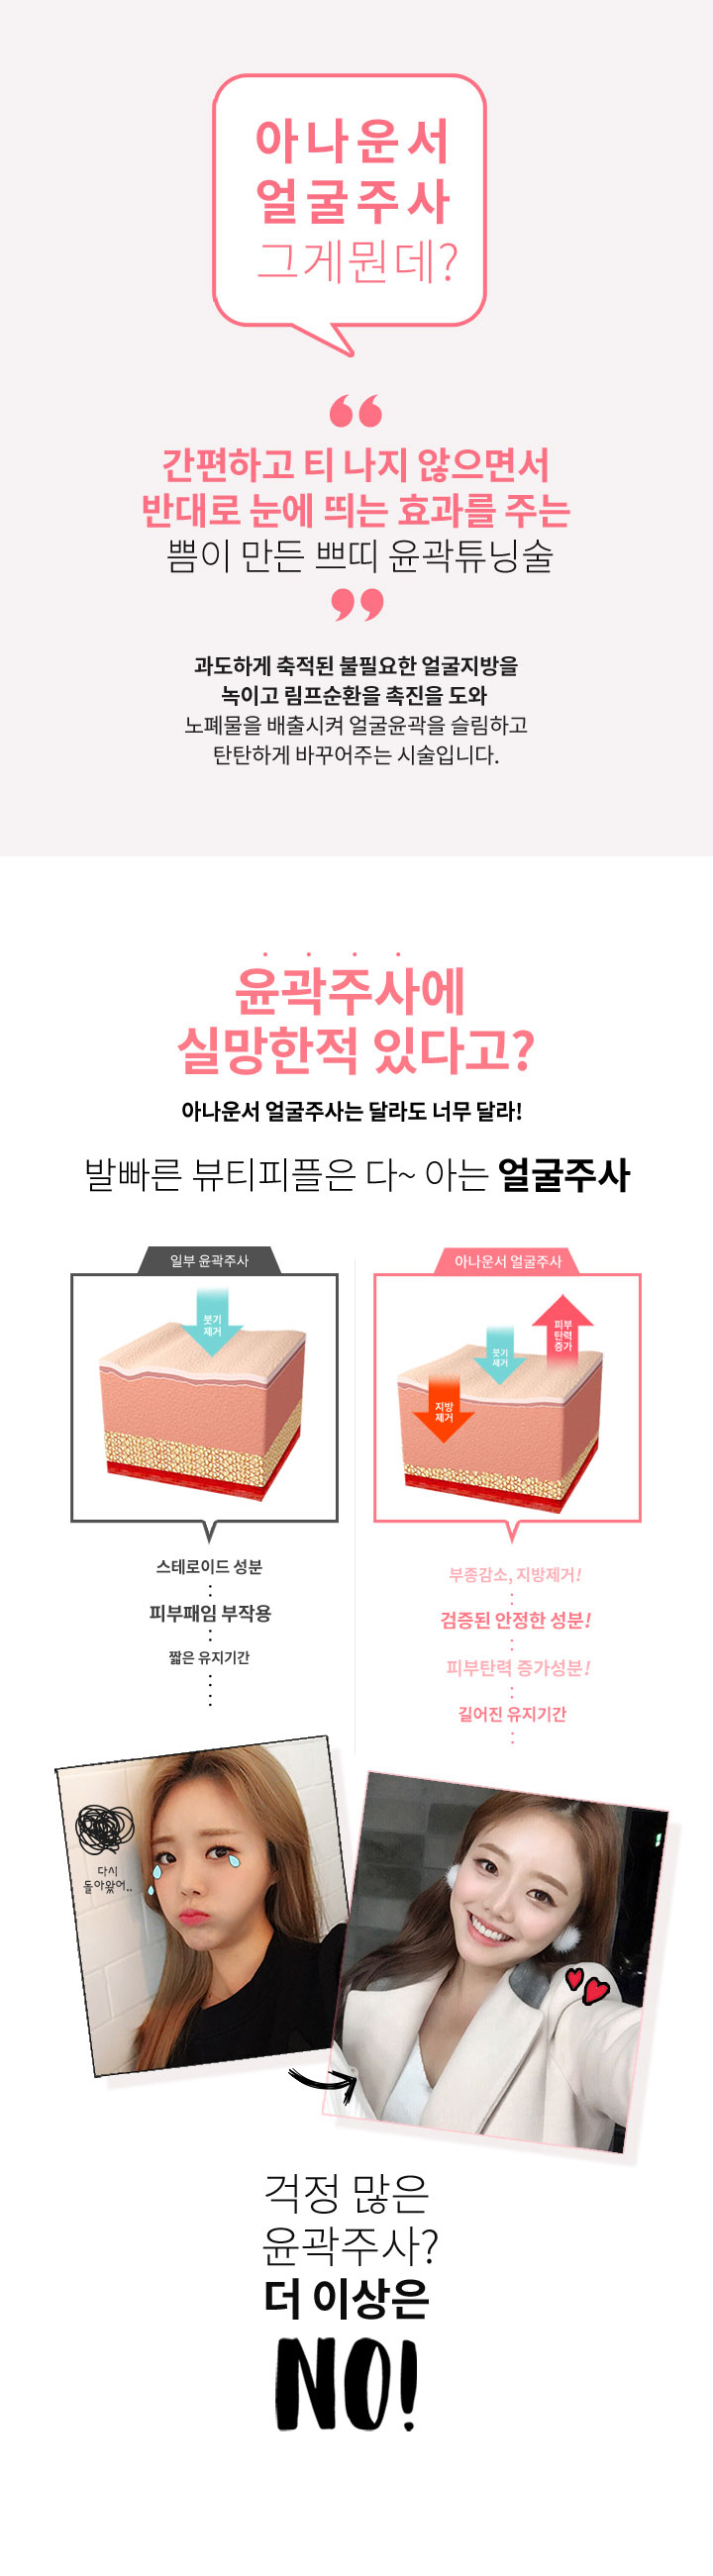 아나운서
얼굴주사
그게뭔데?
“
간편하고 티 나지 않으면서
반대로 눈에 띄는 효과를 주는
쁨이 만든 쁘띠 윤곽튜닝술
”
과도하게 축적된 불필요한 얼굴지방을
녹이고 림프순환을 촉진을 도와
노폐물을 배출시켜 얼굴윤곽을 슬림하고
탄탄하게 바꾸어주는 시술입니다.
윤곽주사에
실망한적 있다고?
아나운서 얼굴주사는 달라도 너무 달라!
발빠른 뷰티피플은 다~ 아는 얼굴주사
일부 윤곽주사
붓기
제거
스테로이드 성분
피부패임 부작용
짧은 유지기간
아나운서 얼굴주사
피부
탄력
증가
붓기
제거
지방
제거
부종감소, 지방제거!
검증된 안정한 성분!
피부탄력 증가성분!
길어진 유지기간
다시
돌아왔어..
걱정 많은
윤곽주사?
더 이상은
NO!